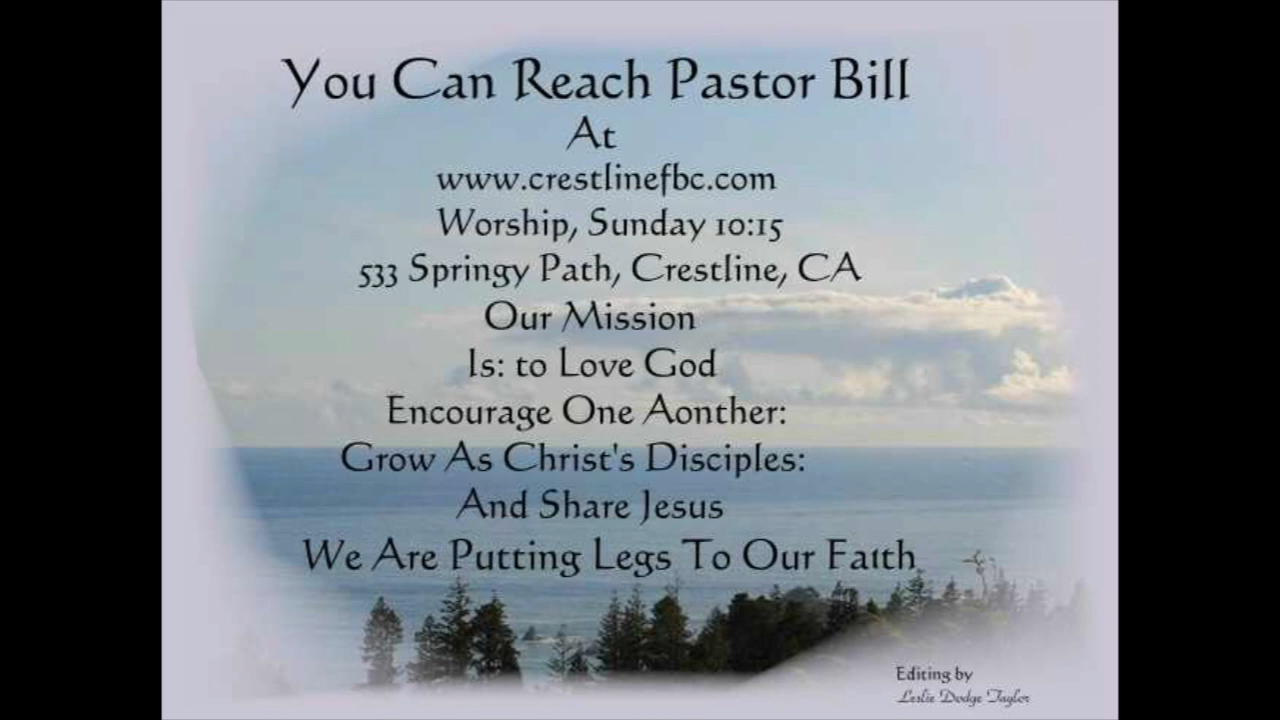 You Can Reach Pastor Bill
At
www.crestlinefbc.com
Worship, Sunday 10:15
533 Springy Path, Crestline, CA
Our Mission
Is: to Love God
Encourage One Aonther:
Grow As Christ's Disciples:
And Share Jesus
We Are Putting Legs To Our Faith
Editing by
Leslie Dodge Taylor